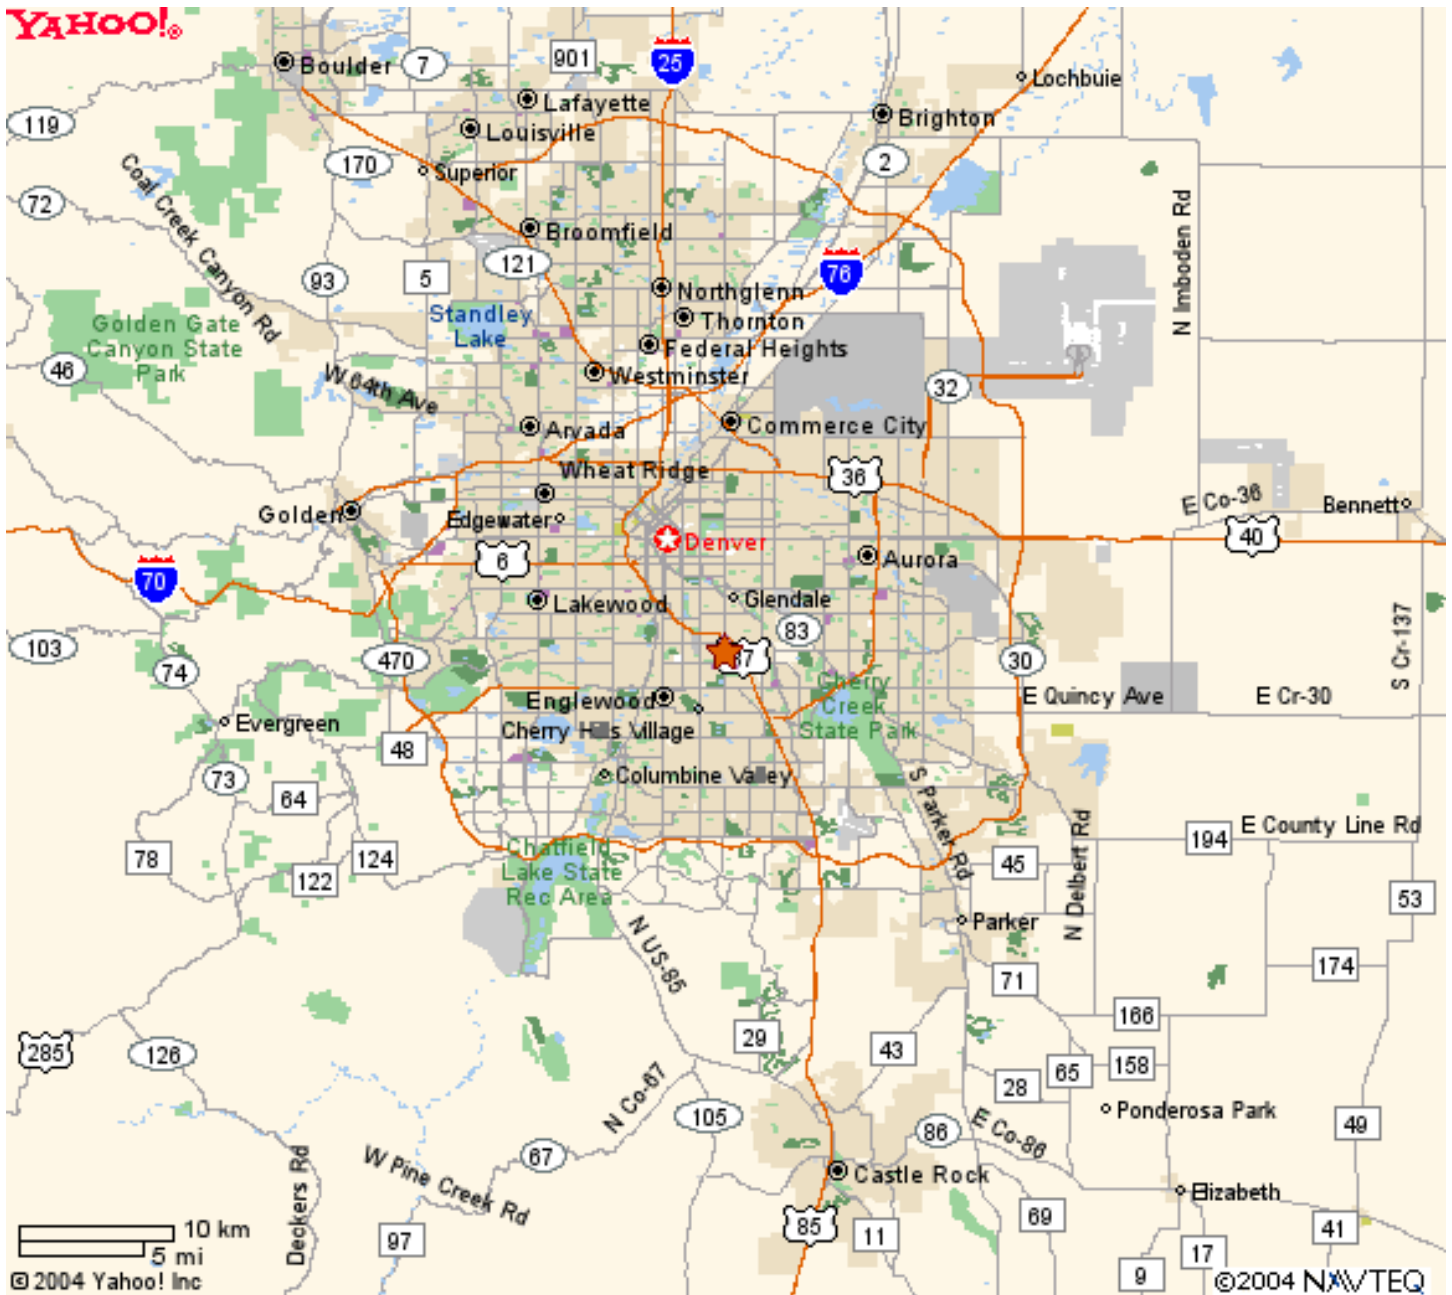 YAHOO!®
25
901
Boulder
7
Lochbuie
Lafayette
Brighton
119
Louisville
170
2
Superior
Coal Creek Canyon Rd
72
N Imboden Rd
Broomfield
121
76
93
5
Northglenn
Standley
Lake
Thornton
Golden Gate
Canyon State
Park
Federal Heights
46
W 64th Ave
Westminster
32
Arvada
Commerce City
Wheat Ridge
36
E Co-36
Bennett
Golden
Edgewater
40
Denver
6
Aurora
70
Lakewood
Glendale
83
S Cr-137
103
74
470
30
Cherry
Creek
State Park
Englewood
E Quincy Ave
E Cr-30
Evergreen
Cherry Hills Village
48
73
Columbine Valley
64
S Parker Rd
N Delbert Rd
E County Line Rd
194
78
124
Chatfield
Lake State
Rec Area
45
122
53
Parker
N US-85
174
71
166
285
126
29
43
158
65
28
N Co-67
105
Ponderosa Park
86
E Co-86
49
67
W Pine Creek Rd
Castle Rock
Elizabeth
Deckers Rd
69
85
11
41
97
17
9
10 km
5 mi
© 2004 Yahoo! Inc
©2004 NAVTEQ